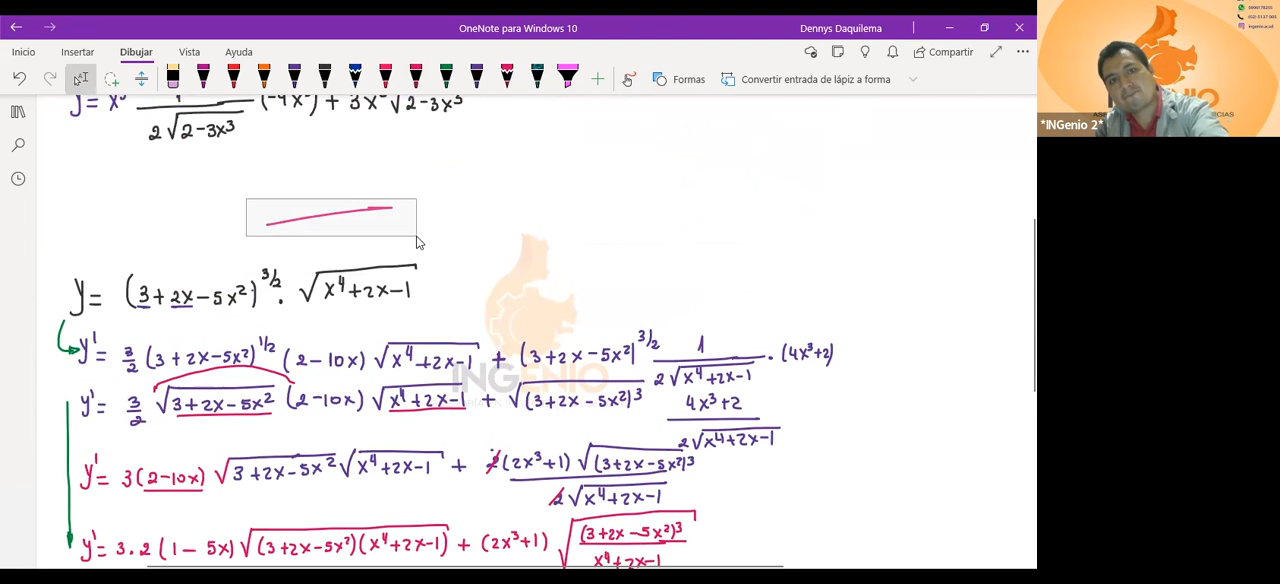 OneNote para Windows 10
Dennys Daquilema
Inicio Insertar Dibujar Vista Ayuda
Compartir
Formas
Convertir entrada de lápiz a forma
2√(2-3x³)
y= (3+2x-5x²)^3/2 · √(x⁴+2x-1)
y'= 3/2 (3+2x-5x²)^1/2 (2-10x) √(x⁴+2x-1) + (3+2x-5x²)^3/2 1/(2√(x⁴+2x-1)) · (4x³+2)
y'= 3/2 √(3+2x-5x²) (2-10x) √(x⁴+2x-1) + √((3+2x-5x²)³) (4x³+2)/(2√(x⁴+2x-1))
y'= 3(2-10x) √(3+2x-5x²) √(x⁴+2x-1) + 2(2x³+1) √((3+2x-5x²)³)/(2√(x⁴+2x-1))
y'= 3.2 (1-5x) √((3+2x-5x²)(x⁴+2x-1)) + (2x³+1) √((3+2x-5x²)³/(x⁴+2x-1))
INGENIO
*INGenio 2*